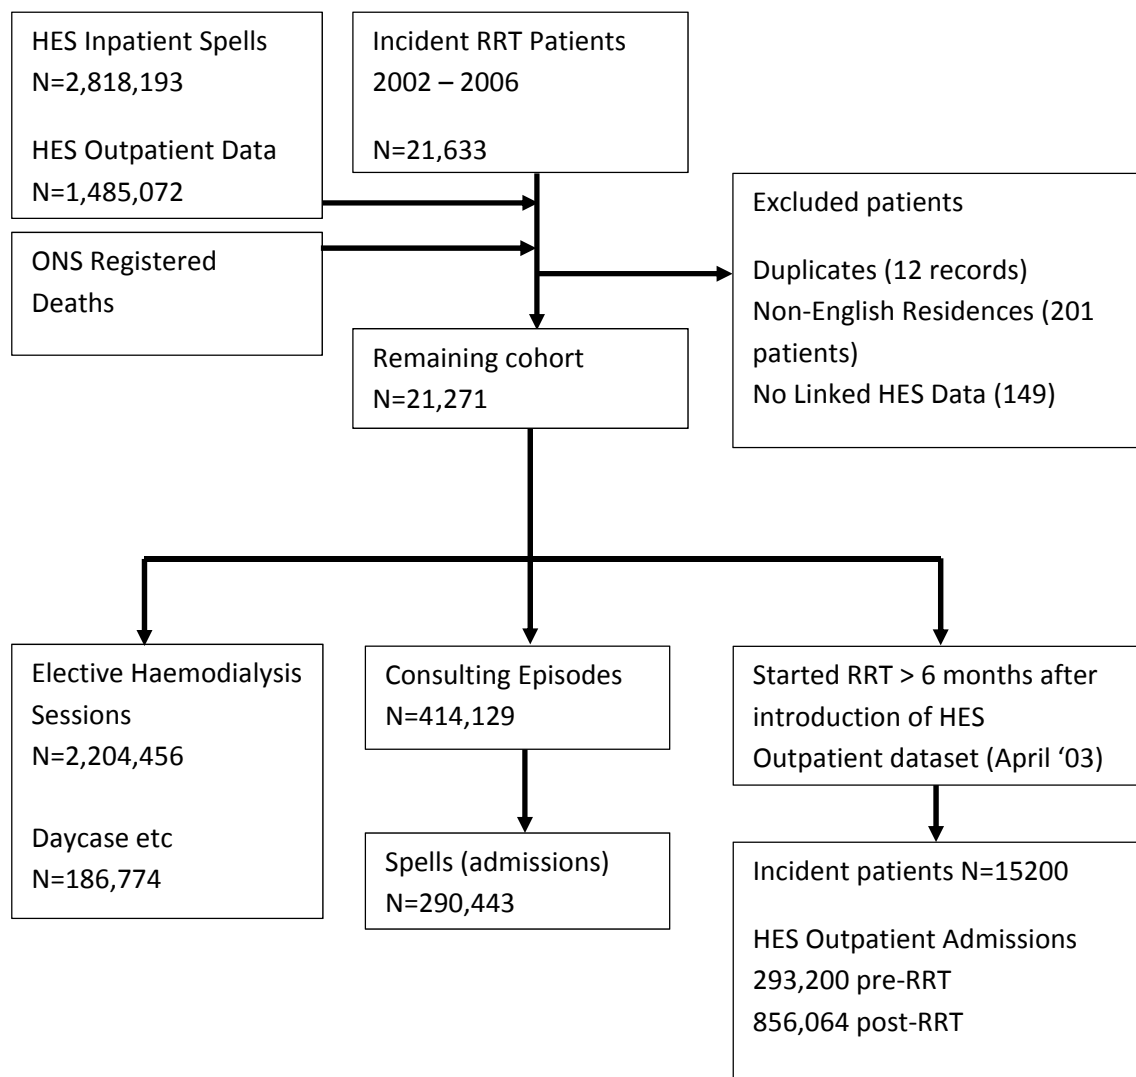 HES Inpatient Spells
N=2,818,193
HES Outpatient Data
N=1,485,072
Incident RRT Patients
2002 – 2006
N=21,633
ONS Registered
Deaths
Excluded patients
Duplicates (12 records)
Non-English Residences (201
patients)
No Linked HES Data (149)
Remaining cohort
N=21,271
Elective Haemodialysis
Sessions
N=2,204,456
Daycase etc
N=186,774
Consulting Episodes
N=414,129
Spells (admissions)
N=290,443
Started RRT > 6 months after
introduction of HES
Outpatient dataset (April ‘03)
Incident patients N=15200
HES Outpatient Admissions
293,200 pre-RRT
856,064 post-RRT